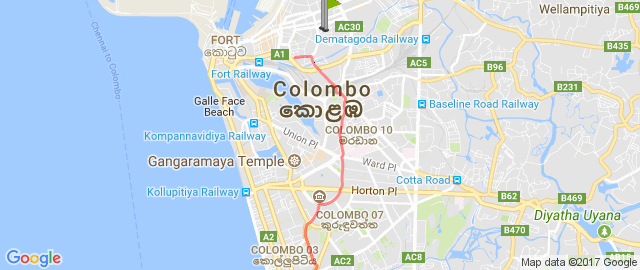 Wellampitiya
AC30
Dematagoda Railway
FORT
කොටුව
A1
B435
Fort Railway
AC5
B96
B469
Chennai to Colombo
Colombo
කොළඹ
B231
Galle Face
Beach
Baseline Road Railway
Kompannavidiya Railway
Union Pl
COLOMBO 10
මරදාන
Gangaramaya Temple
Ward Pl
Kollupitiya Railway
Horton Pl
Cotta Road
B62
B469
COLOMBO 07
කුරුඳුවත්ත
Diyatha Uyana
A2
COLOMBO 03
කොල්ලුපිටිය
AC2
AC8
B469
Google
Map data ©2017 Google